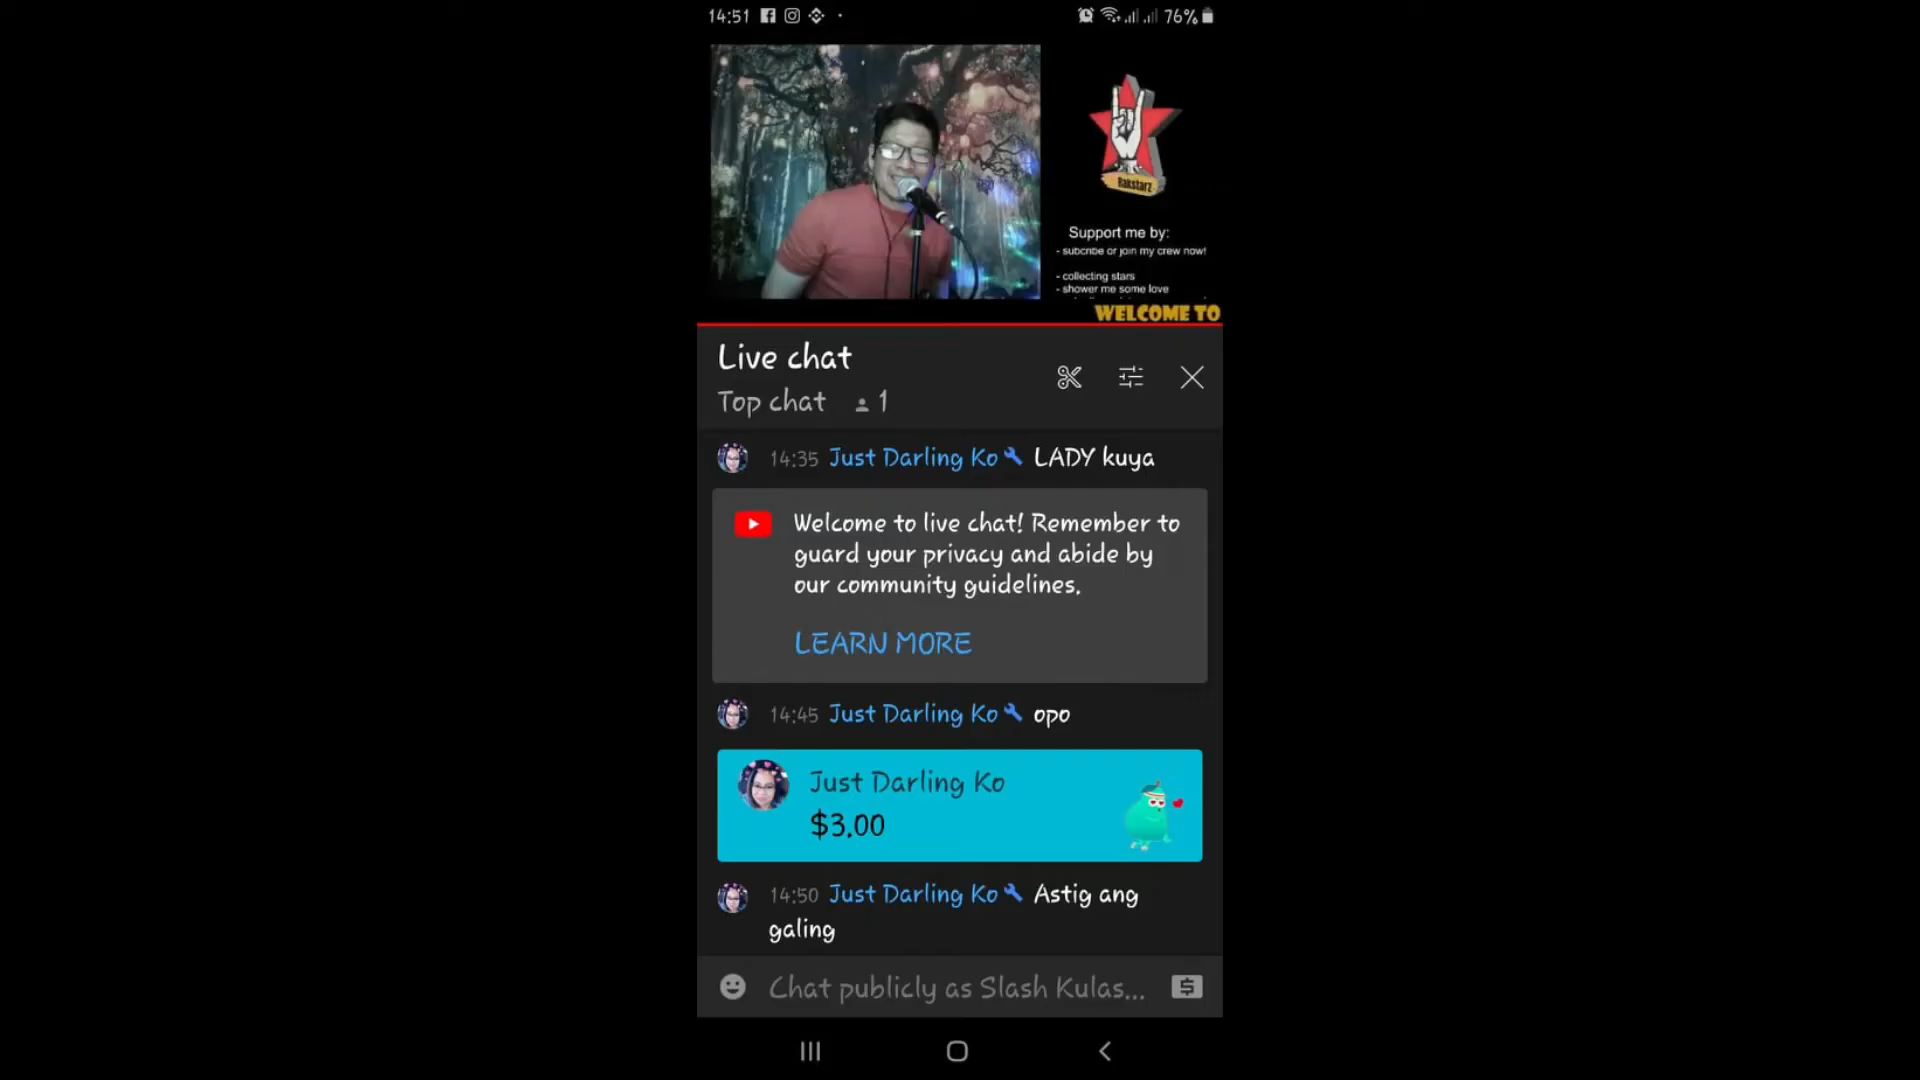 14:51
76%
Rakstarz
Support me by:
- subcribe or join my crew now!
- collecting stars
- shower me some love
WELCOME TO
Live chat
Top chat 1
14:35 Just Darling Ko LADY kuya
Welcome to live chat! Remember to
guard your privacy and abide by
our community guidelines.
LEARN MORE
14:45 Just Darling Ko opo
Just Darling Ko
$3.00
14:50 Just Darling Ko Astig ang
galing
Chat publicly as Slash Kulas...